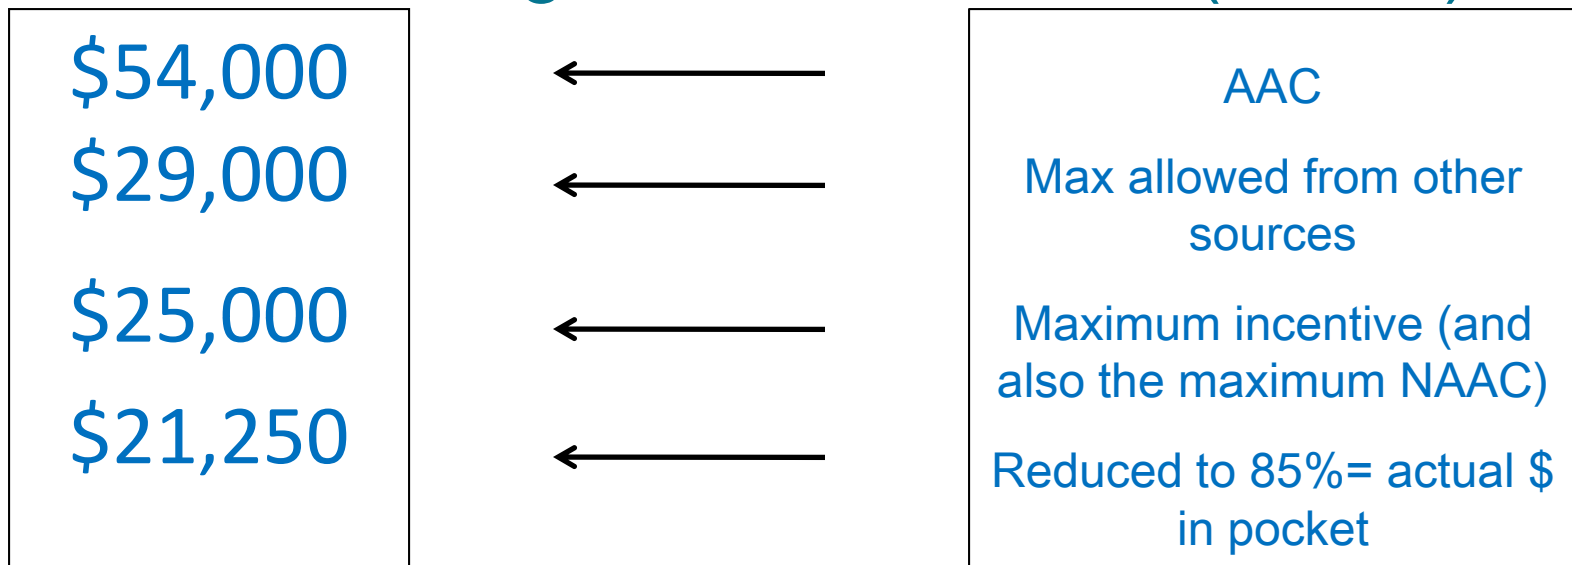 $54,000
$29,000
$25,000
$21,250
AAC
Max allowed from other
sources
Maximum incentive (and
also the maximum NAAC)
Reduced to 85%= actual $
in pocket